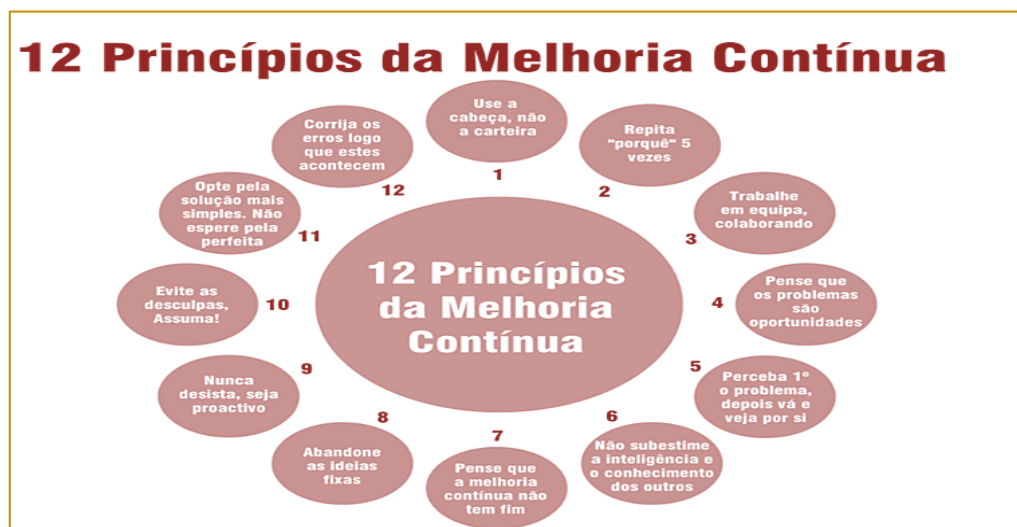 12 Princípios da Melhoria Contínua
Use a
cabeça, não
a carteira
1
Repita
"porquê" 5
vezes
2
Trabalhe
em equipa,
colaborando
3
Pense que
os problemas
são
oportunidades
4
Perceba 1º
o problema,
depois vá e
veja por si
5
Não subestime
a inteligência e
o conhecimento
dos outros
6
Pense que
a melhoria
contínua não
tem fim
7
Abandone
as ideias
fixas
8
Nunca
desista, seja
proactivo
9
Evite as
desculpas,
Assuma!
10
Opte pela
solução mais
simples. Não
espere pela
perfeita
11
Corrija os
erros logo
que estes
acontecem
12
12 Princípios
da Melhoria
Contínua